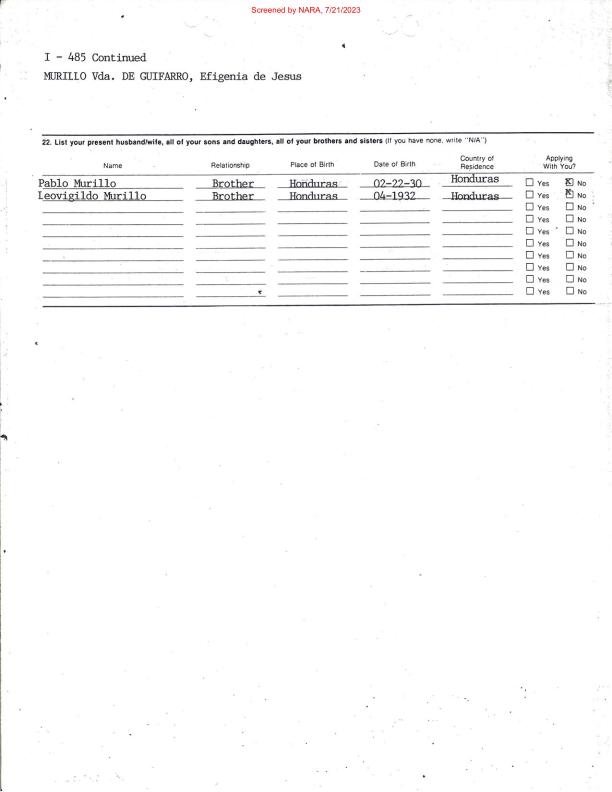 Screened by NARA, 7/21/2023
I - 485 Continued
MURILLO Vda. DE GUIFARRO, Efigenia de Jesus
22. List your present husband/wife, all of your sons and daughters, all of your brothers and sisters (If you have none, write "N/A")
Name Relationship Place of Birth Date of Birth Country of Residence Applying With You?
Pablo Murillo Brother Honduras 02-22-30 Honduras ☐ Yes ☒ No
Leovigildo Murillo Brother Honduras 04-1932 Honduras ☐ Yes ☒ No
☐ Yes ☐ No
☐ Yes ☐ No
☐ Yes ☐ No
☐ Yes ☐ No
☐ Yes ☐ No
☐ Yes ☐ No
☐ Yes ☐ No
☐ Yes ☐ No